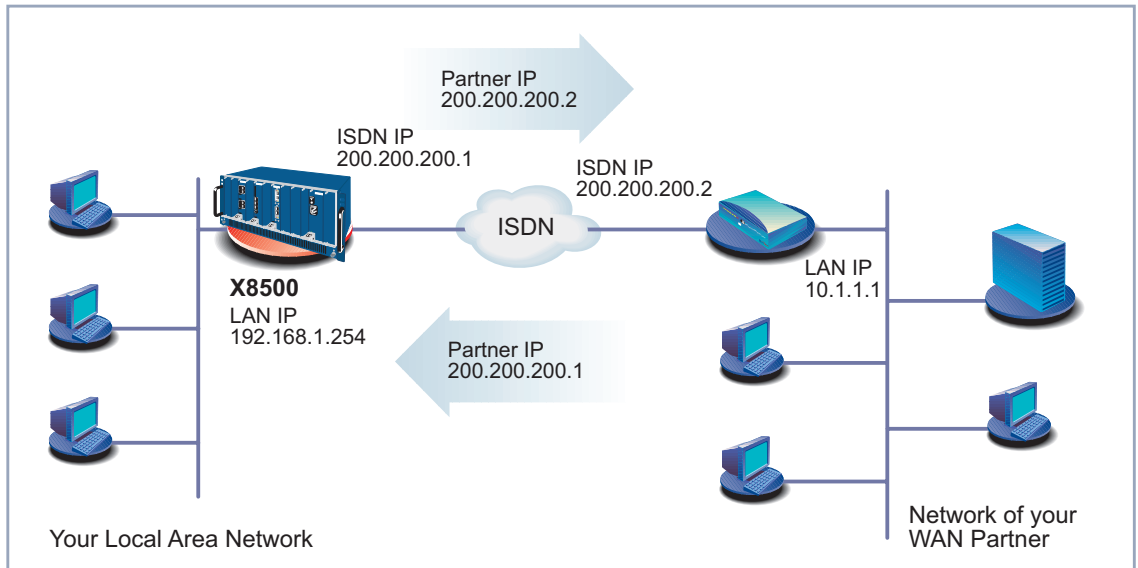 Partner IP
200.200.200.2
ISDN IP
200.200.200.1
ISDN IP
200.200.200.2
ISDN
X8500
LAN IP
192.168.1.254
LAN IP
10.1.1.1
Partner IP
200.200.200.1
Your Local Area Network
Network of your
WAN Partner